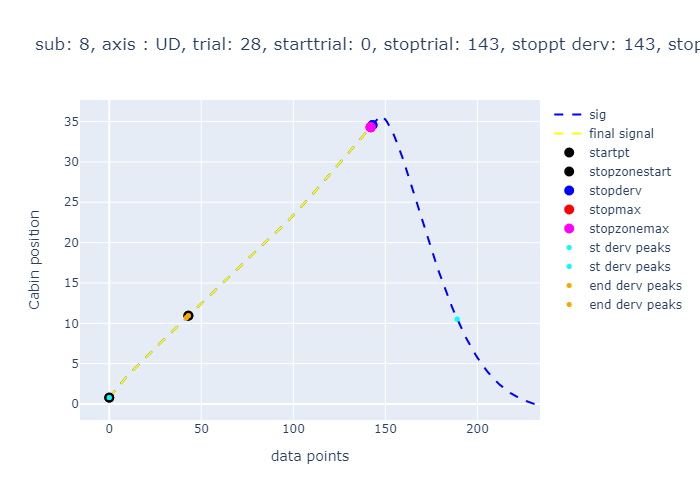 sub: 8, axis : UD, trial: 28, starttrial: 0, stoptrial: 143, stoppt derv: 143, stop
35
30
25
20
15
10
5
0
Cabin position
0 50 100 150 200
data points
sig
final signal
startpt
stopzonestart
stopderv
stopmax
stopzonemax
st derv peaks
st derv peaks
end derv peaks
end derv peaks